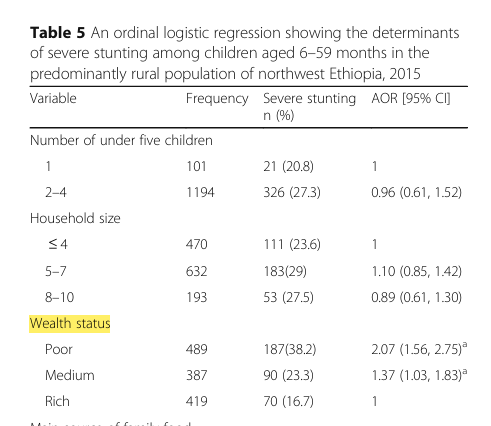 Table 5 An ordinal logistic regression showing the determinants
of severe stunting among children aged 6–59 months in the
predominantly rural population of northwest Ethiopia, 2015
Variable Frequency Severe stunting AOR [95% CI]
n (%)
Number of under five children
1 101 21 (20.8) 1
2–4 1194 326 (27.3) 0.96 (0.61, 1.52)
Household size
≤ 4 470 111 (23.6) 1
5–7 632 183(29) 1.10 (0.85, 1.42)
8–10 193 53 (27.5) 0.89 (0.61, 1.30)
Wealth status
Poor 489 187(38.2) 2.07 (1.56, 2.75)a
Medium 387 90 (23.3) 1.37 (1.03, 1.83)a
Rich 419 70 (16.7) 1